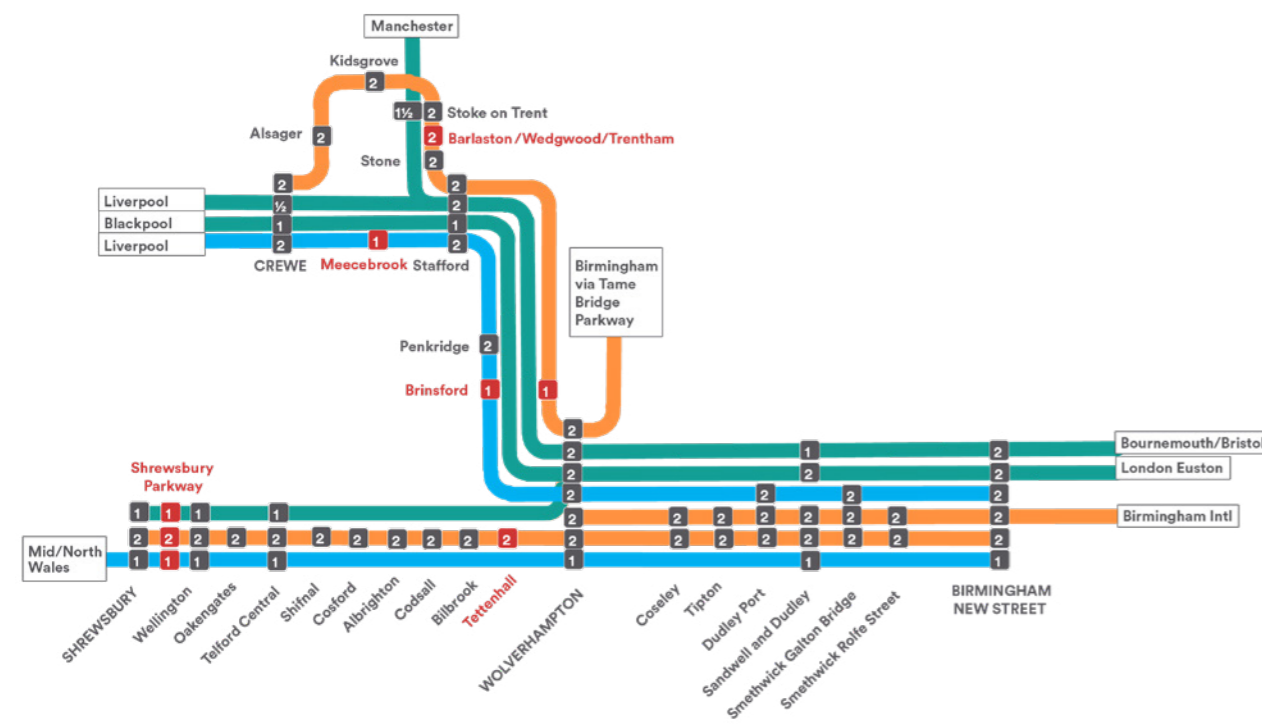 Manchester
Kidsgrove
2
1½ 2 Stoke on Trent
Alsager 2
2 Barlaston/Wedgwood/Trentham
Stone 2
2 2
Liverpool ½ 2
Blackpool 1 1
Liverpool 2 1 2
CREWE Meecebrook Stafford
Birmingham
via Tame
Bridge
Parkway
Penkridge 2
Brinsford 1 1
2
2 1 2 Bournemouth/Bristol
2 2 2 London Euston
2 2 2 2
Shrewsbury
Parkway
1 1 1 1
2 2 2 2 2 2 2 2 Birmingham Intl
2 2 2 2 2 2 2 2 2 2 2 2 2 2 2 2 2 2 2 2
Mid/North
Wales
1 1 1 1 1 1 1
SHREWSBURY
Wellington
Oakengates
Telford Central
Shifnal
Cosford
Albrighton
Codsall
Bilbrook
Tettenhall
WOLVERHAMPTON
Coseley
Tipton
Dudley Port
Sandwell and Dudley
Smethwick Galton Bridge
Smethwick Rolfe Street
BIRMINGHAM
NEW STREET